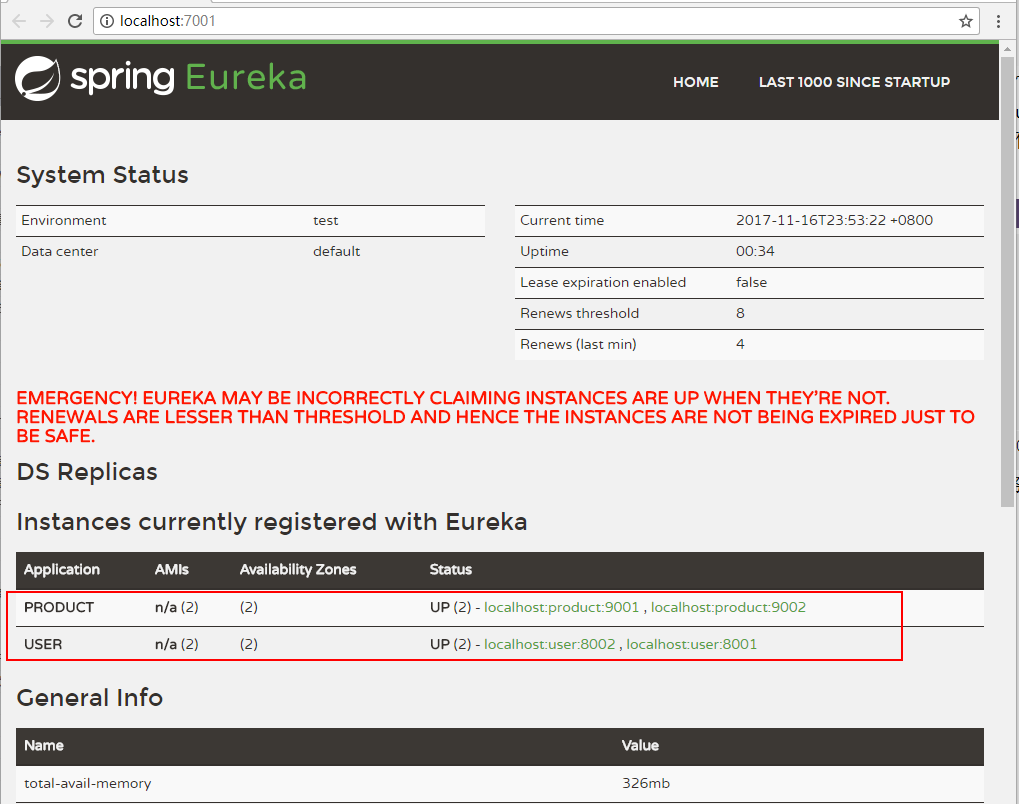 localhost:7001
spring Eureka
HOME LAST 1000 SINCE STARTUP
System Status
Environment test
Data center default
Current time 2017-11-16T23:53:22 +0800
Uptime 00:34
Lease expiration enabled false
Renews threshold 8
Renews (last min) 4
EMERGENCY! EUREKA MAY BE INCORRECTLY CLAIMING INSTANCES ARE UP WHEN THEY'RE NOT.
RENEWALS ARE LESSER THAN THRESHOLD AND HENCE THE INSTANCES ARE NOT BEING EXPIRED JUST TO
BE SAFE.
DS Replicas
Instances currently registered with Eureka
Application AMIs Availability Zones Status
PRODUCT n/a (2) (2) UP (2) - localhost:product:9001 , localhost:product:9002
USER n/a (2) (2) UP (2) - localhost:user:8002 , localhost:user:8001
General Info
Name Value
total-avail-memory 326mb